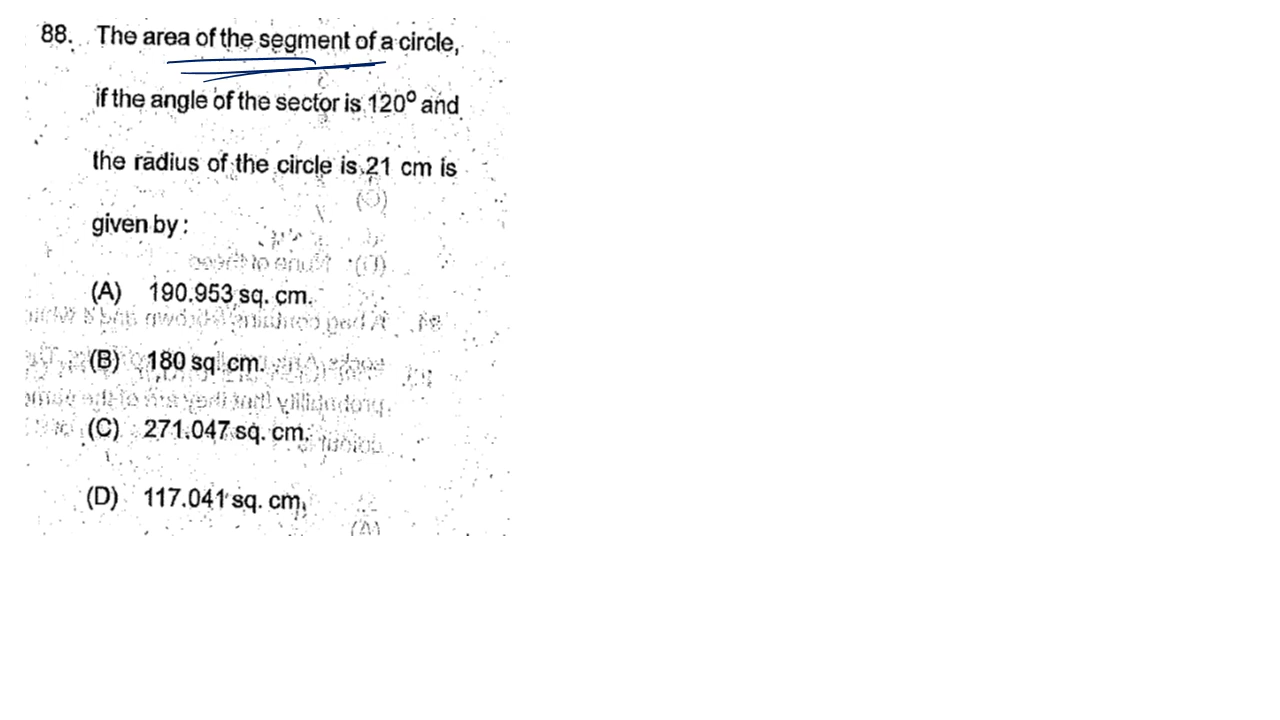 88. The area of the segment of a circle,
if the angle of the sector is 120⁰ and
the radius of the circle is 21 cm is
given by :
(A) 190.953 sq. cm.
(B) 180 sq. cm.
(C) 271.047 sq. cm.
(D) 117.041 sq. cm.